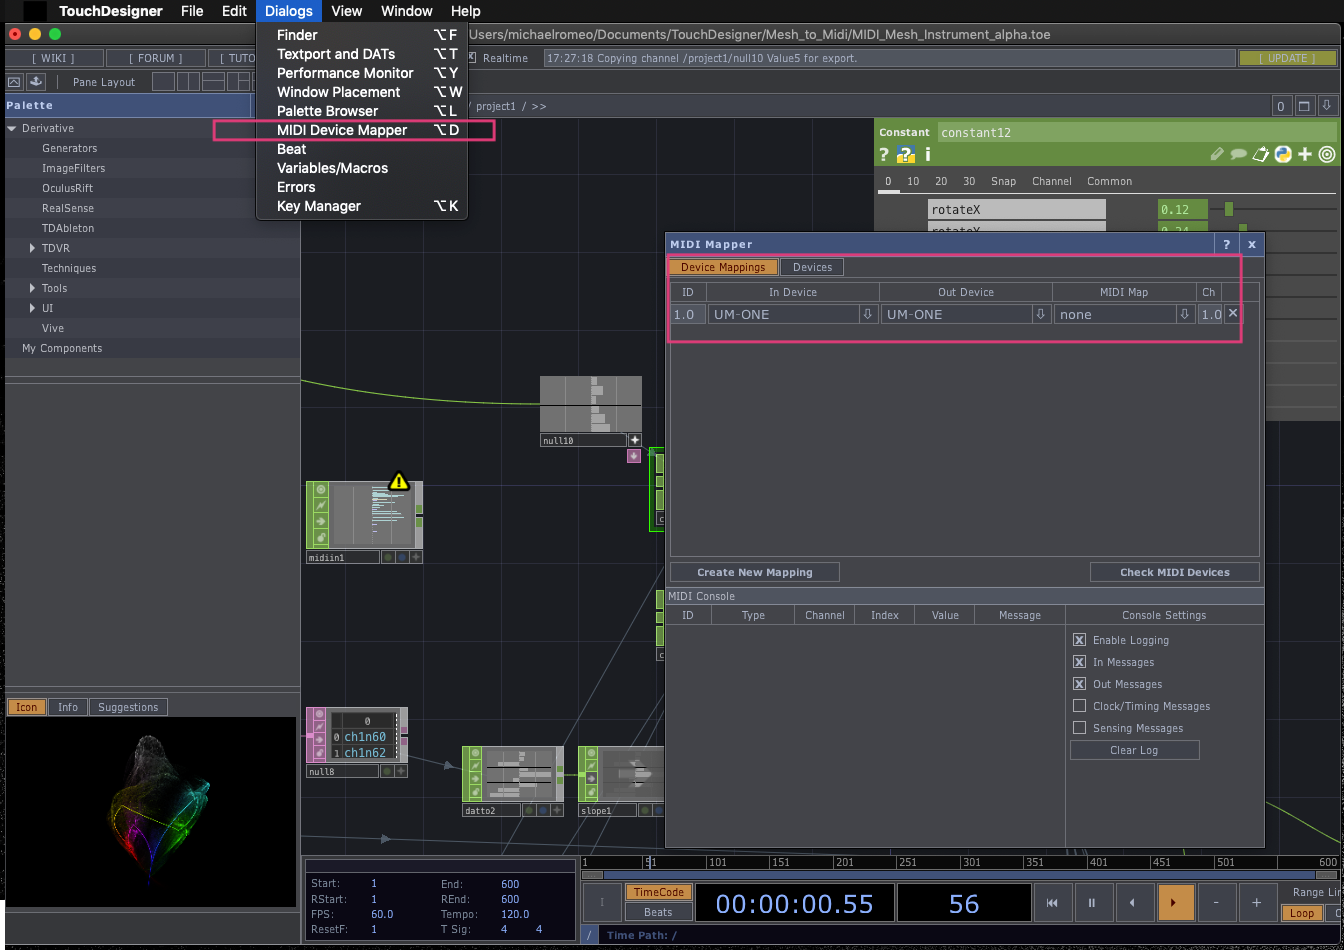 TouchDesigner File Edit Dialogs View Window Help
Finder ⌥ F
Textport and DATs ⌥ T
Performance Monitor ⌥ Y
Window Placement ⌥ W
Palette Browser ⌥ L
MIDI Device Mapper ⌥ D
Beat
Variables/Macros
Errors
Key Manager ⌥ K
Users/michaelromeo/Documents/TouchDesigner/Mesh_to_Midi/MIDI_Mesh_Instrument_alpha.toe
[ WIKI ] [ FORUM ] [ TUTO
Realtime 17:27:18 Copying channel /project1/null10 Value5 for export. [ UPDATE ]
Pane Layout
/ project1 / >> 0
Palette
Derivative
Generators
ImageFilters
OculusRift
RealSense
TDAbleton
TDVR
Techniques
Tools
UI
Vive
My Components
Constant constant12
? ? i
0 10 20 30 Snap Channel Common
rotateX 0.12
MIDI Mapper ? x
Device Mappings Devices
ID In Device Out Device MIDI Map Ch
1.0 UM-ONE UM-ONE none 1.0 ✕
Create New Mapping Check MIDI Devices
MIDI Console
ID Type Channel Index Value Message Console Settings
Enable Logging
In Messages
Out Messages
Clock/Timing Messages
Sensing Messages
Clear Log
null10
midiin1
0
0 ch1n60
1 ch1n62
null8
datto2
slope1
Icon Info Suggestions
Start: 1 End: 600
RStart: 1 REnd: 600
FPS: 60.0 Tempo: 120.0
ResetF: 1 T Sig: 4 4
1 51 101 151 201 251 301 351 401 451 501 600
TimeCode
Beats
00:00:00.55 56
- +
Range Li
Loop
/ Time Path: /